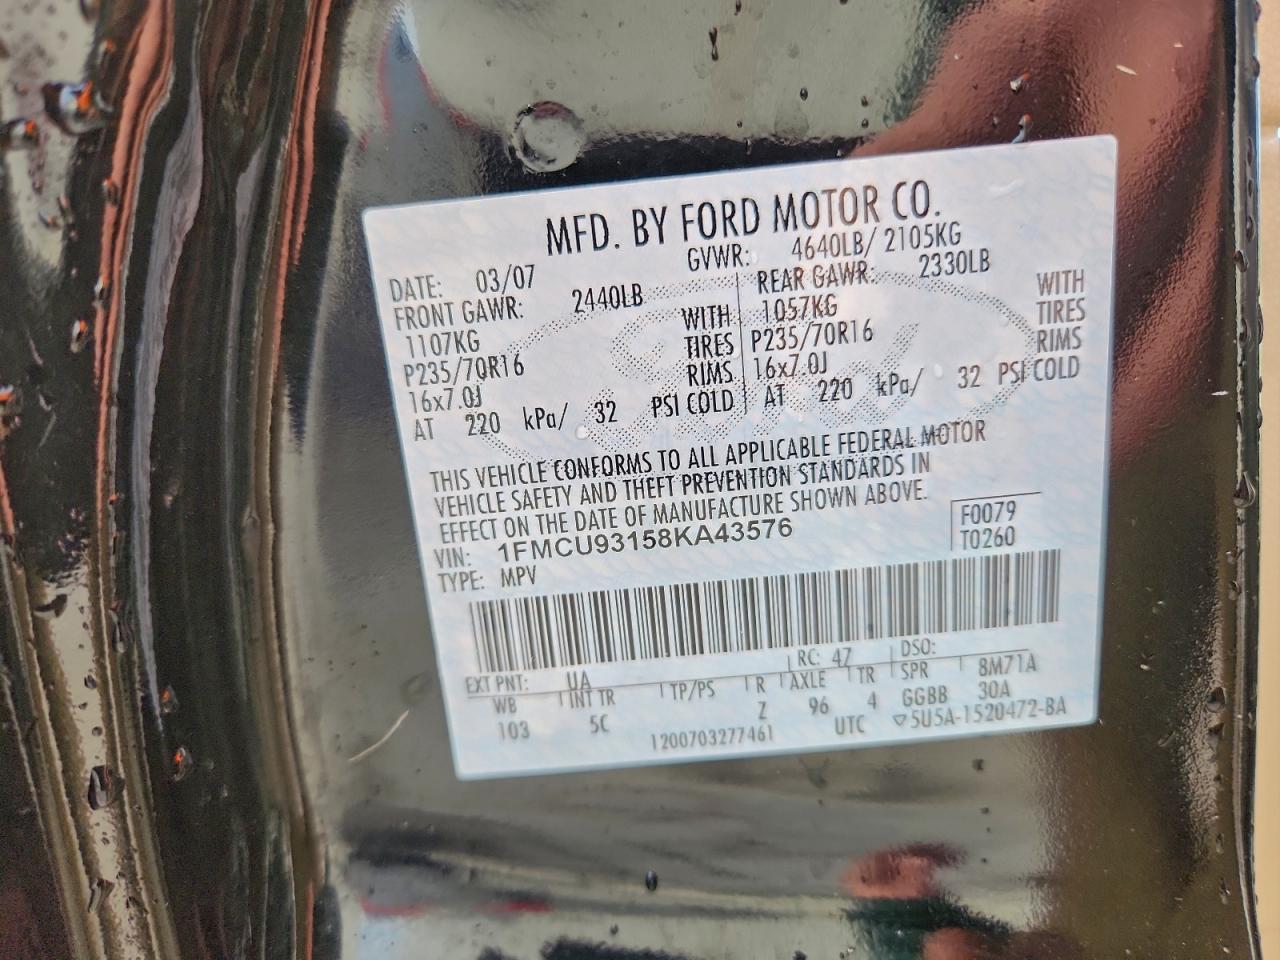 MFD. BY FORD MOTOR CO.
DATE: 03/07 GVWR: 4640LB/ 2105KG
FRONT GAWR: 2440LB REAR GAWR: 2330LB
1107KG WITH 1057KG WITH
P235/70R16 TIRES P235/70R16 TIRES
16x7.0J RIMS 16x7.0J RIMS
AT 220 kPa/ 32 PSI COLD AT 220 kPa/ 32 PSI COLD
THIS VEHICLE CONFORMS TO ALL APPLICABLE FEDERAL MOTOR
VEHICLE SAFETY AND THEFT PREVENTION STANDARDS IN
EFFECT ON THE DATE OF MANUFACTURE SHOWN ABOVE.
VIN: 1FMCU93158KA43576 F0079
TYPE: MPV T0260
EXT PNT: UA RC: 47 DSO:
WB INT TR TP/PS R AXLE TR SPR 8M71A
103 5C Z 96 4 GGBB 30A
1200703277461 UTC ▽5U5A-1520472-BA